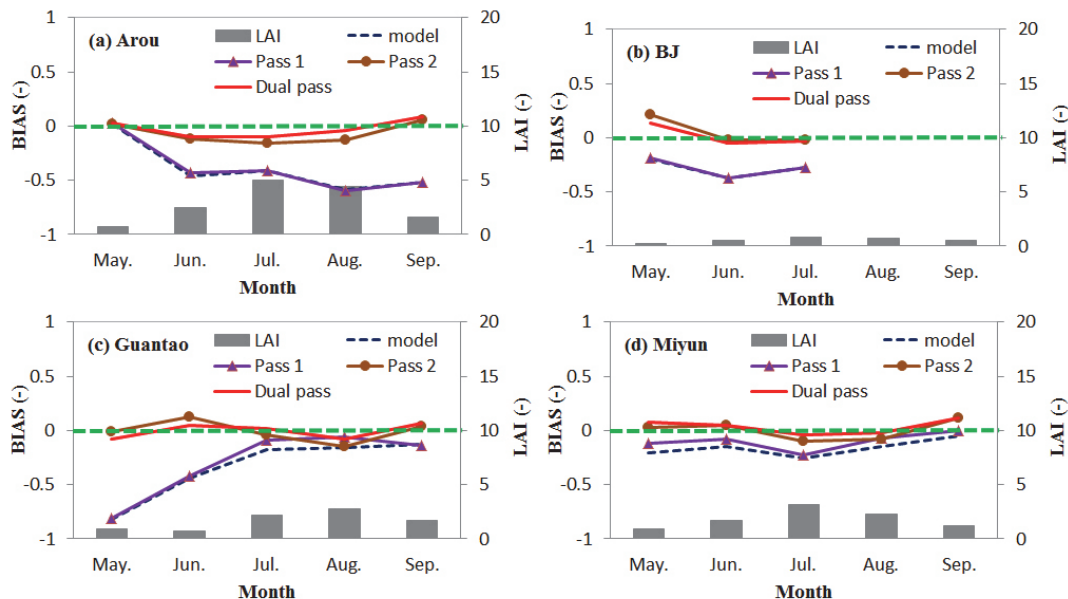 1 20
(a) Arou
LAI model
0.5 15
Pass 1 Pass 2
Dual pass
BIAS (-)
0 10
LAI (-)
-0.5 5
-1 0
May. Jun. Jul. Aug. Sep.
Month
1 20
(b) BJ
LAI model
0.5 15
Pass 1 Pass 2
Dual pass
BIAS (-)
0 10
LAI (-)
-0.5 5
-1 0
May. Jun. Jul. Aug. Sep.
Month
1 20
(c) Guantao
LAI model
0.5 15
Pass 1 Pass 2
Dual pass
BIAS (-)
0 10
LAI (-)
-0.5 5
-1 0
May. Jun. Jul. Aug. Sep.
Month
1 20
(d) Miyun
LAI model
0.5 15
Pass 1 Pass 2
Dual pass
BIAS (-)
0 10
LAI (-)
-0.5 5
-1 0
May. Jun. Jul. Aug. Sep.
Month